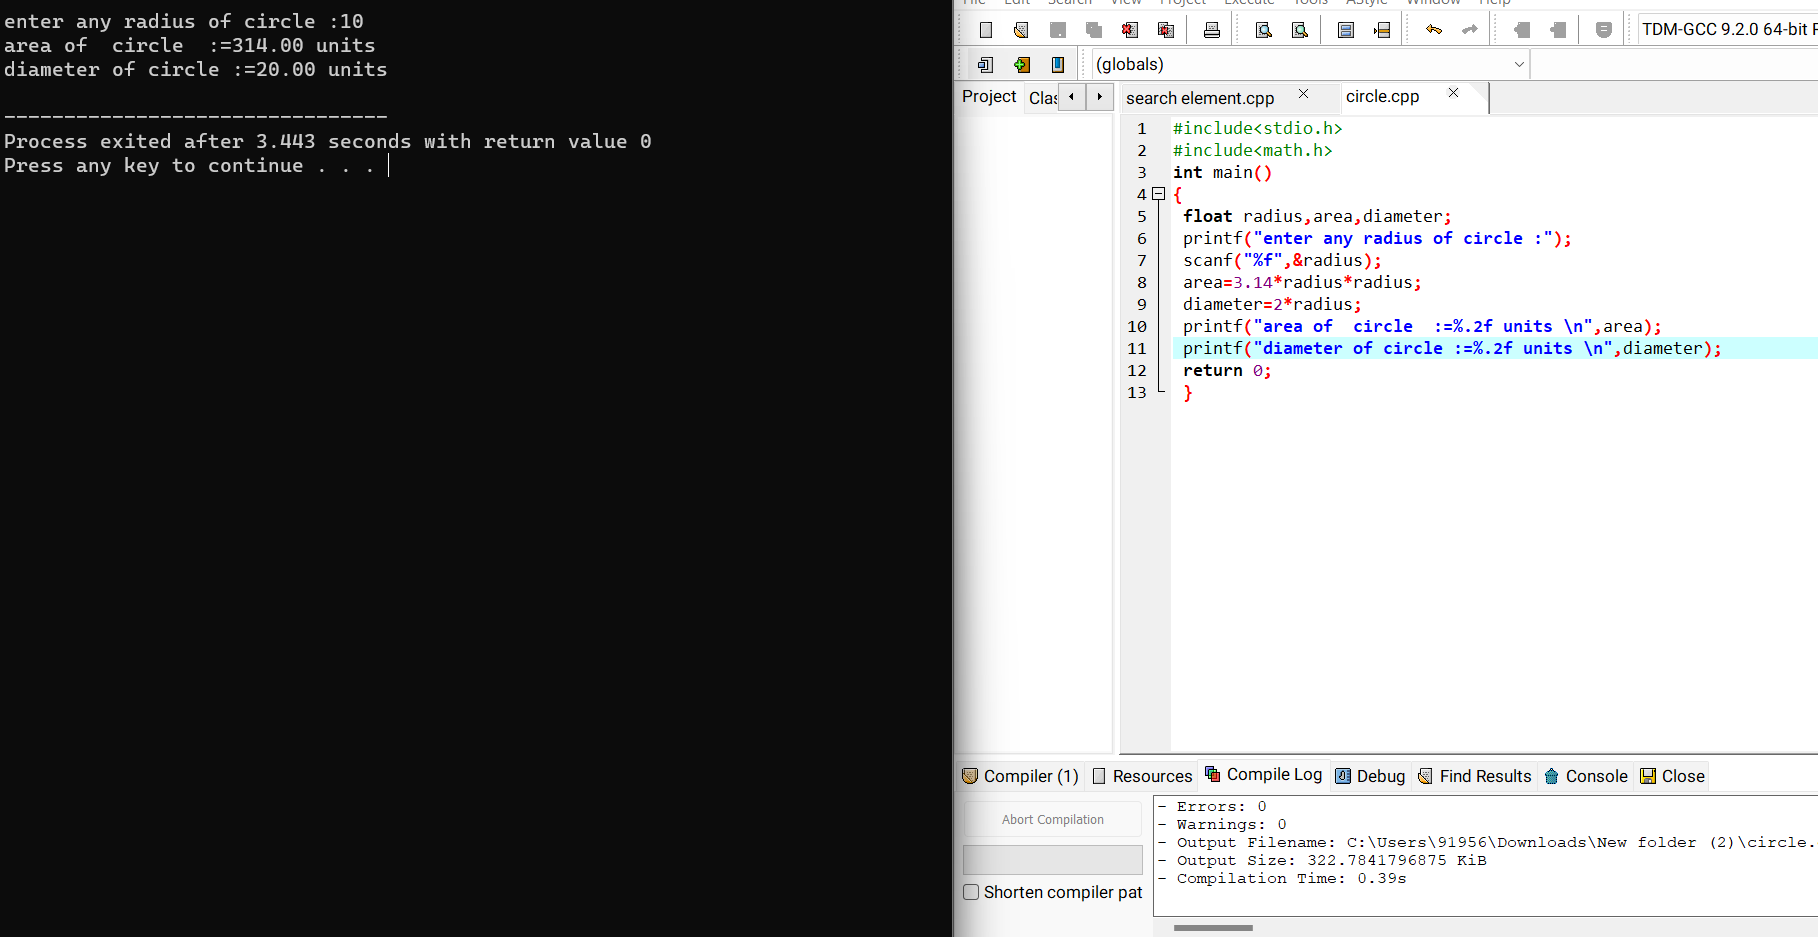 enter any radius of circle :10
area of  circle  :=314.00 units
diameter of circle :=20.00 units
--------------------------------
Process exited after 3.443 seconds with return value 0
Press any key to continue . . .
File Edit Search View Project Execute Tools AStyle Window Help
TDM-GCC 9.2.0 64-bit
(globals)
Project Clas
search element.cpp circle.cpp
1 #include<stdio.h>
2 #include<math.h>
3 int main()
4 {
5 float radius,area,diameter;
6 printf("enter any radius of circle :");
7 scanf("%f",&radius);
8 area=3.14*radius*radius;
9 diameter=2*radius;
10 printf("area of  circle  :=%.2f units \n",area);
11 printf("diameter of circle :=%.2f units \n",diameter);
12 return 0;
13 }
Compiler (1) Resources Compile Log Debug Find Results Console Close
Abort Compilation
Shorten compiler pat
- Errors: 0
- Warnings: 0
- Output Filename: C:\Users\91956\Downloads\New folder (2)\circle.
- Output Size: 322.7841796875 KiB
- Compilation Time: 0.39s